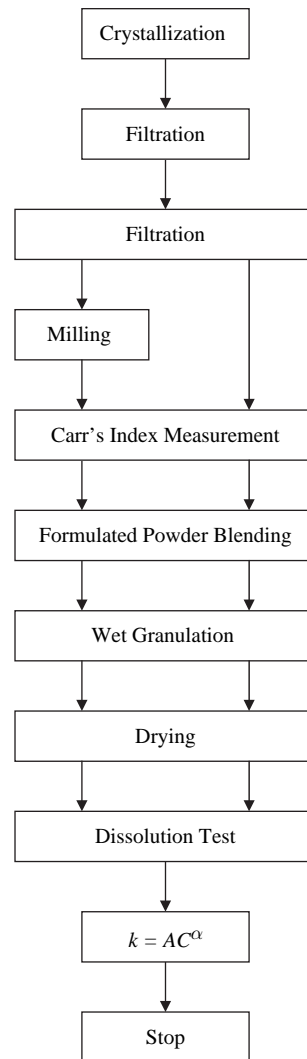 Crystallization
Filtration
Filtration
Milling
Carr's Index Measurement
Formulated Powder Blending
Wet Granulation
Drying
Dissolution Test
k = AC^α
Stop